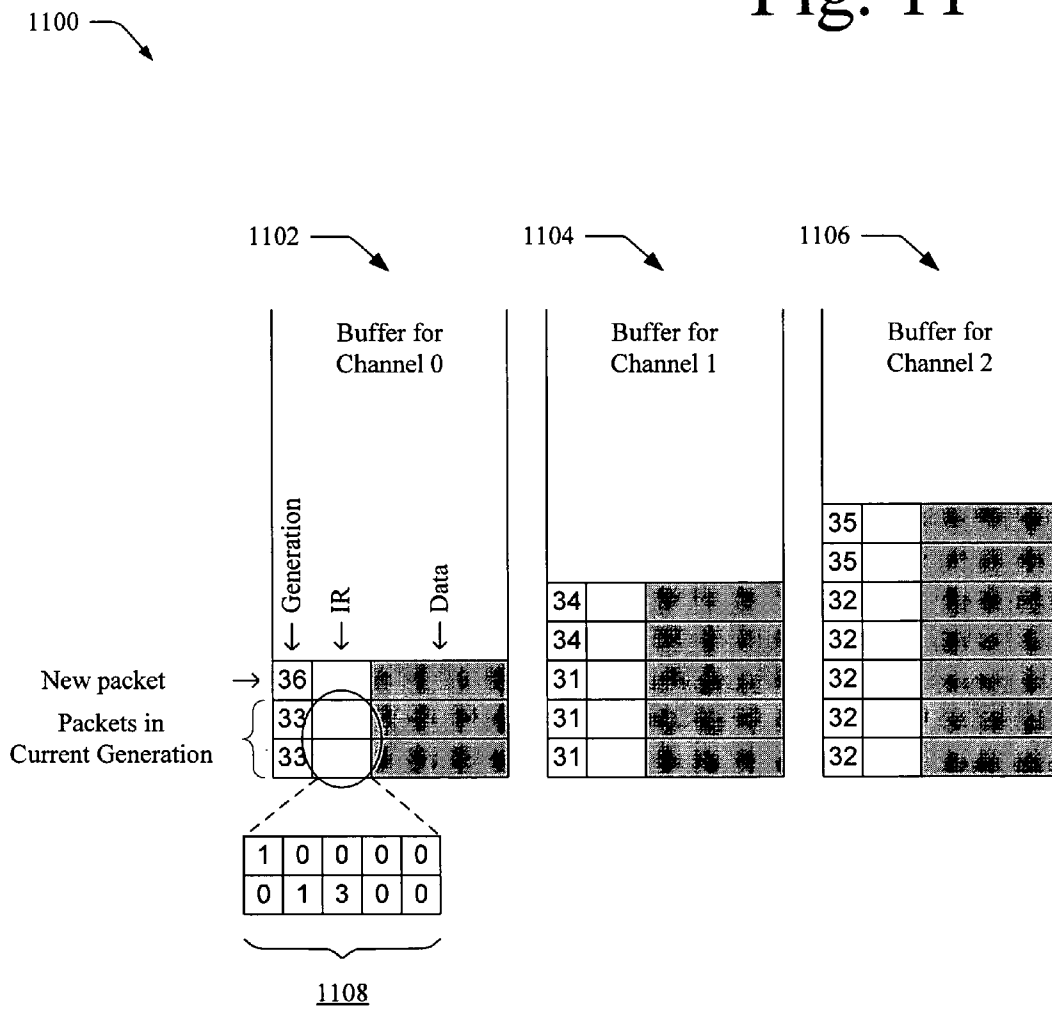 Fig. 11
1100
1102
1104
1106
Buffer for
Channel 0
Buffer for
Channel 1
Buffer for
Channel 2
Generation
IR
Data
35
35
34
32
34
32
New packet
36
31
32
Packets in
Current Generation
33
31
32
33
31
32
1 0 0 0 0
0 1 3 0 0
1108